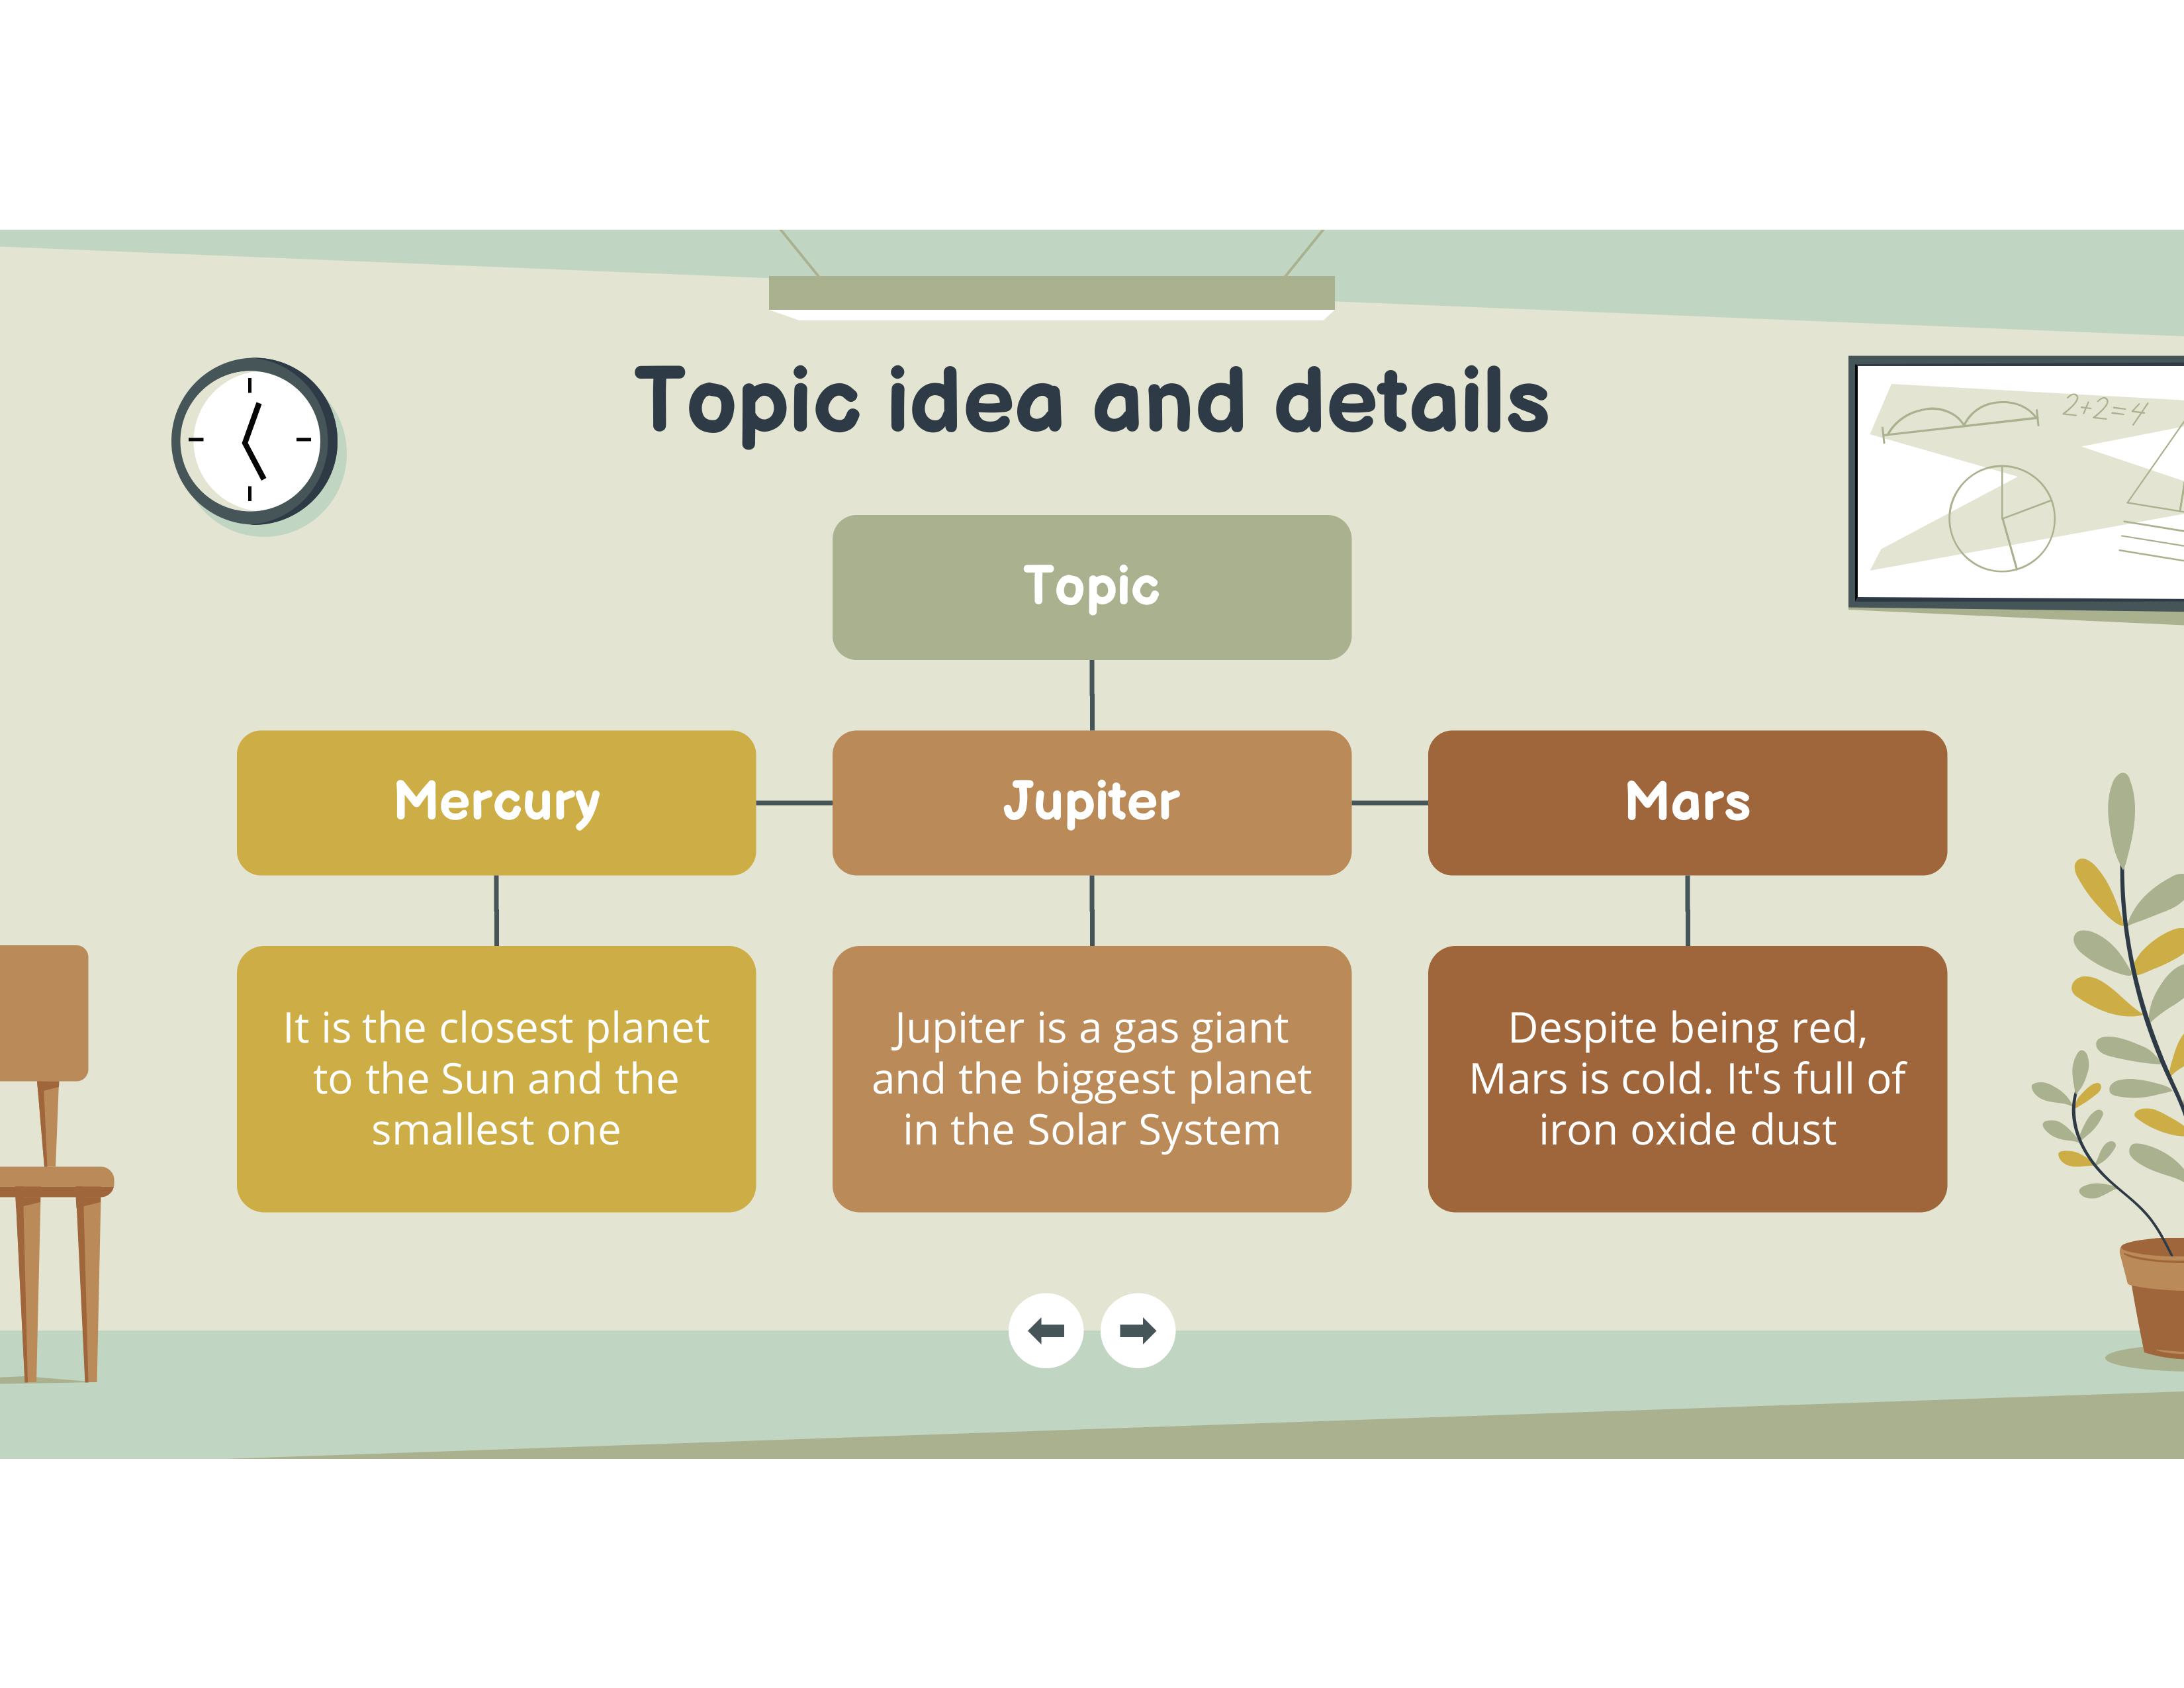 Topic idea and details
2+2=4
Topic
Mercury
Jupiter
Mars
It is the closest planet
to the Sun and the
smallest one
Jupiter is a gas giant
and the biggest planet
in the Solar System
Despite being red,
Mars is cold. It's full of
iron oxide dust